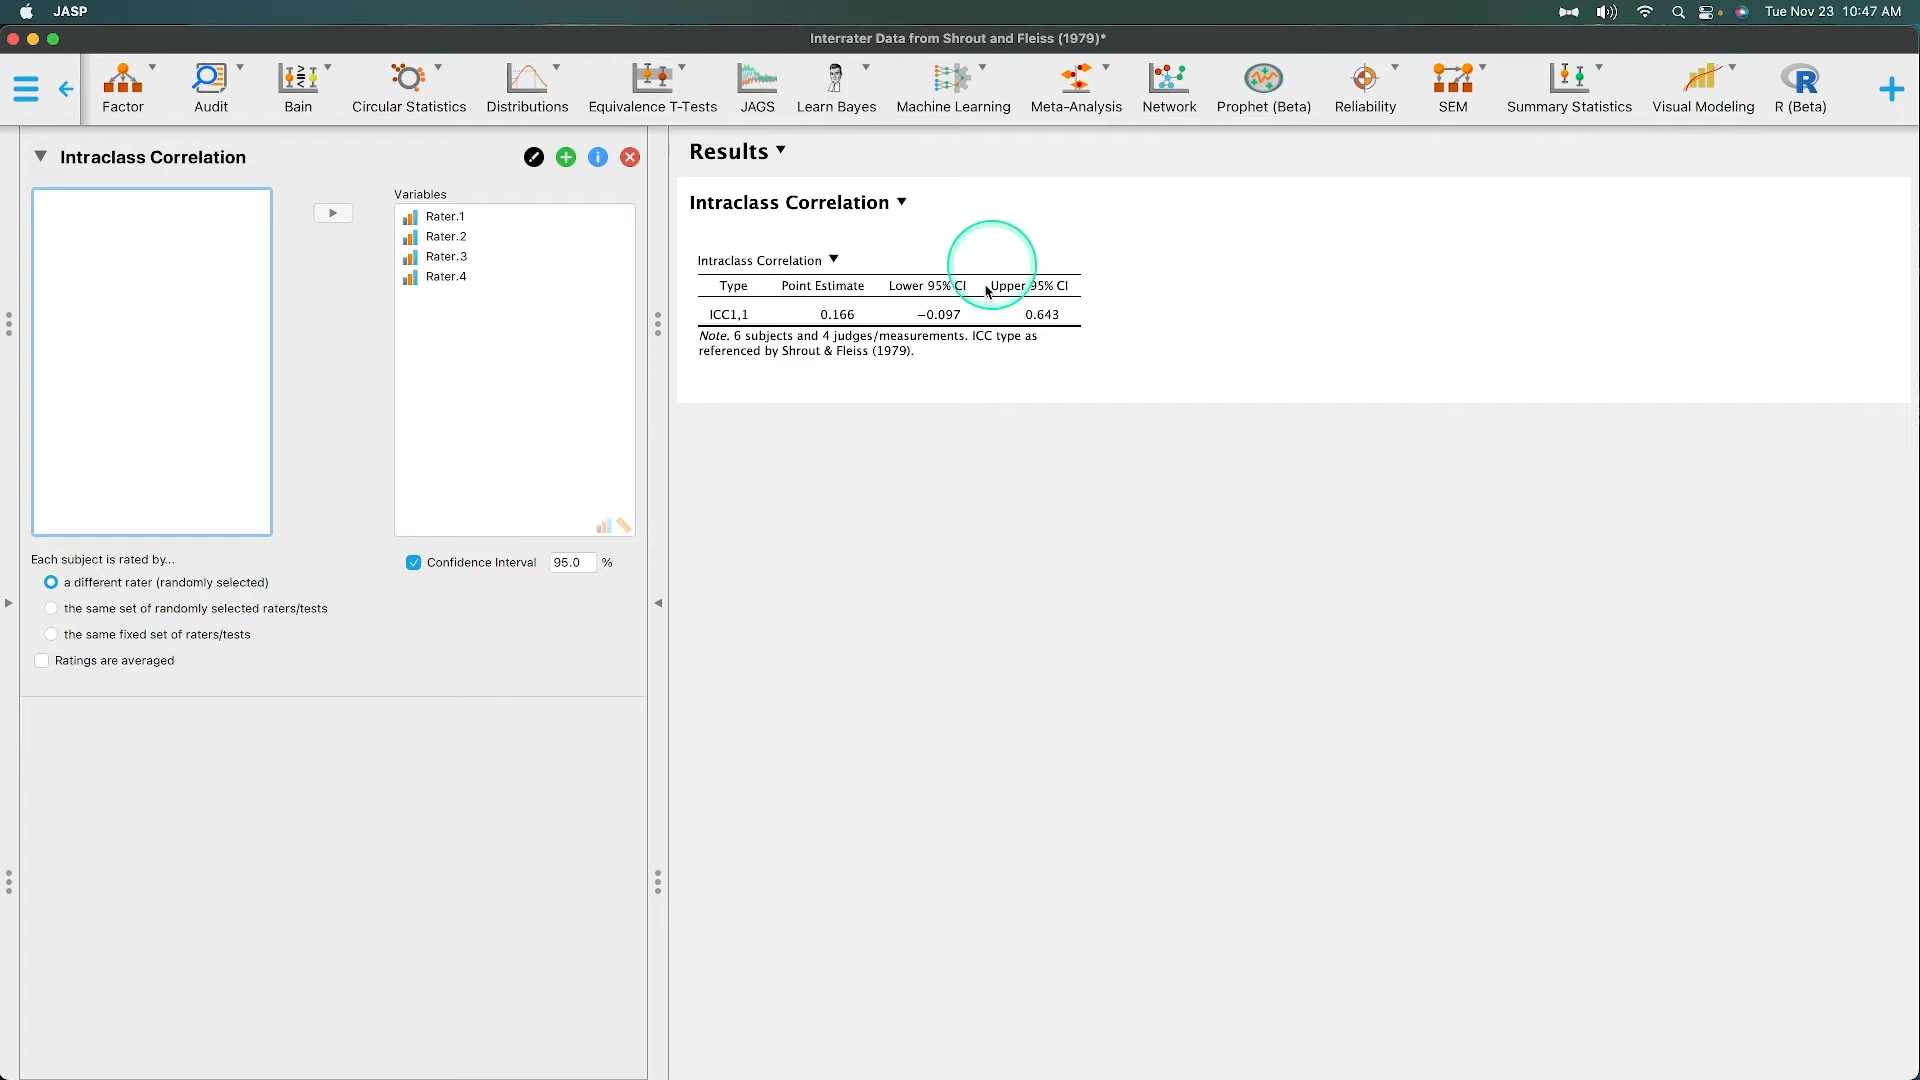 JASP
Tue Nov 23 10:47 AM
Interrater Data from Shrout and Fleiss (1979)*
Factor Audit Bain Circular Statistics Distributions Equivalence T-Tests JAGS Learn Bayes Machine Learning Meta-Analysis Network Prophet (Beta) Reliability SEM Summary Statistics Visual Modeling R (Beta)
Intraclass Correlation
Variables
Rater.1
Rater.2
Rater.3
Rater.4
Each subject is rated by...
a different rater (randomly selected)
the same set of randomly selected raters/tests
the same fixed set of raters/tests
Ratings are averaged
Confidence Interval 95.0 %
Results
Intraclass Correlation
Intraclass Correlation
Type Point Estimate Lower 95% CI Upper 95% CI
ICC1,1 0.166 −0.097 0.643
Note. 6 subjects and 4 judges/measurements. ICC type as
referenced by Shrout & Fleiss (1979).